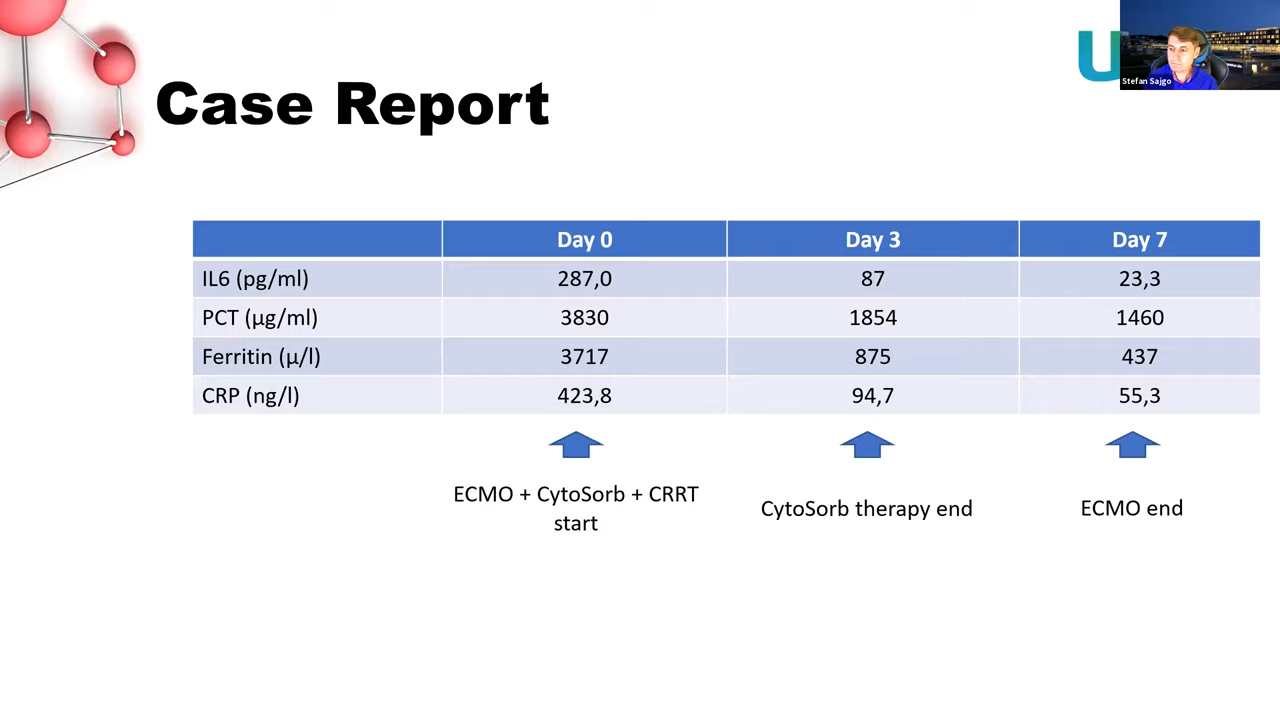 U
Stefan Sajgo
Case Report
Day 0 Day 3 Day 7
IL6 (pg/ml) 287,0 87 23,3
PCT (µg/ml) 3830 1854 1460
Ferritin (µ/l) 3717 875 437
CRP (ng/l) 423,8 94,7 55,3
ECMO + CytoSorb + CRRT
start
CytoSorb therapy end
ECMO end